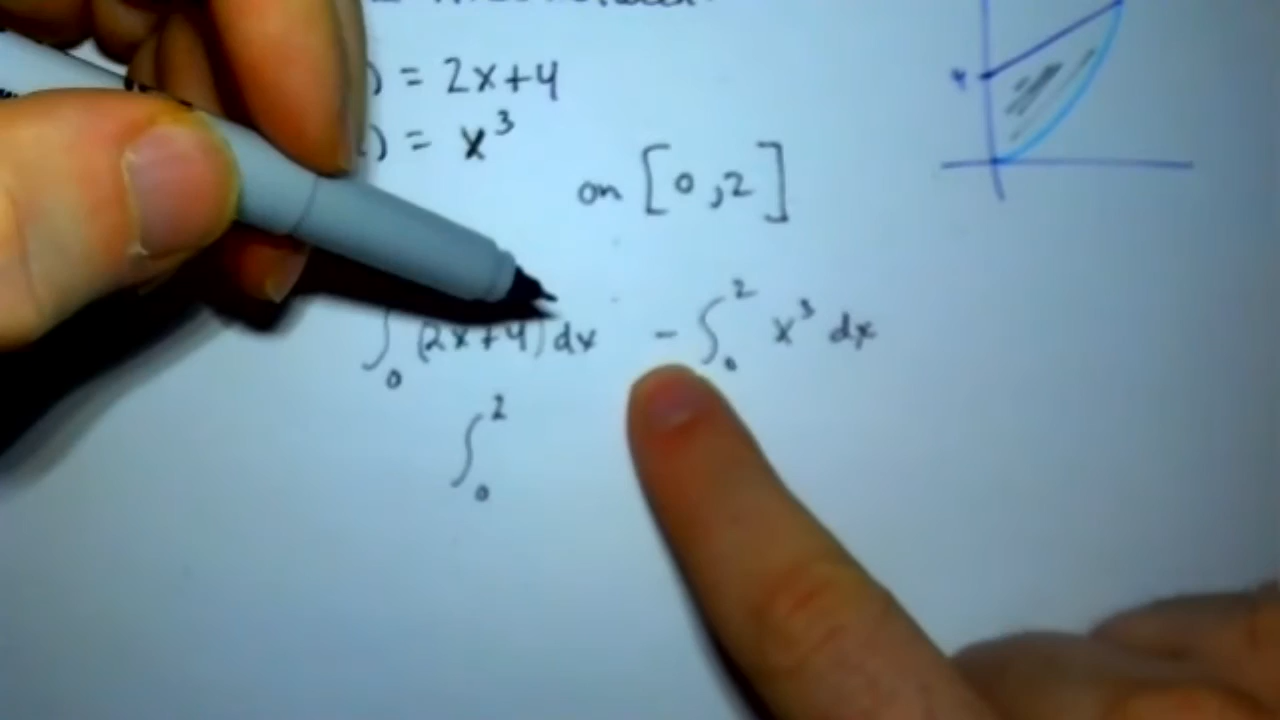 ) = 2x+4
) = x³
on [0,2]
4
∫₀ (2x+4) dx - ∫₀² x³ dx
∫₀²